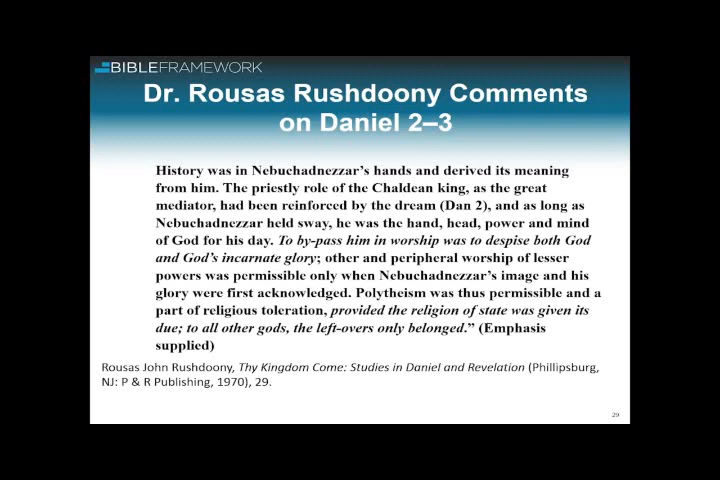 BIBLEFRAMEWORK
Dr. Rousas Rushdoony Comments
on Daniel 2–3
History was in Nebuchadnezzar’s hands and derived its meaning
from him. The priestly role of the Chaldean king, as the great
mediator, had been reinforced by the dream (Dan 2), and as long as
Nebuchadnezzar held sway, he was the hand, head, power and mind
of God for his day. To by-pass him in worship was to despise both God
and God’s incarnate glory; other and peripheral worship of lesser
powers was permissible only when Nebuchadnezzar’s image and his
glory were first acknowledged. Polytheism was thus permissible and a
part of religious toleration, provided the religion of state was given its
due; to all other gods, the left-overs only belonged.” (Emphasis
supplied)
Rousas John Rushdoony, Thy Kingdom Come: Studies in Daniel and Revelation (Phillipsburg,
NJ: P & R Publishing, 1970), 29.
29